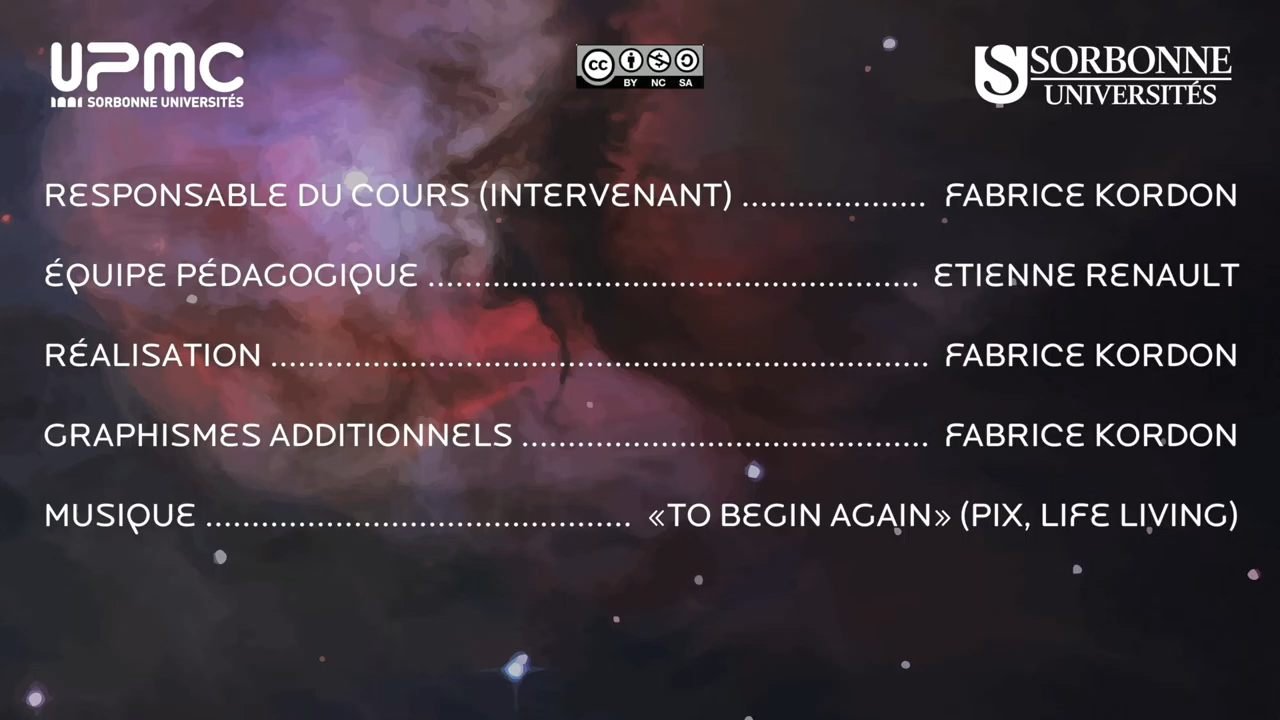 UPMC
SORBONNE UNIVERSITÉS
CC BY NC SA
SORBONNE
UNIVERSITÉS
RESPONSABLE DU COURS (INTERVENANT) ................... FABRICE KORDON
ÉQUIPE PÉDAGOGIQUE .................................................... ETIENNE RENAULT
RÉALISATION ...................................................................... FABRICE KORDON
GRAPHISMES ADDITIONNELS ........................................... FABRICE KORDON
MUSIQUE ............................................. «TO BEGIN AGAIN» (PIX, LIFE LIVING)